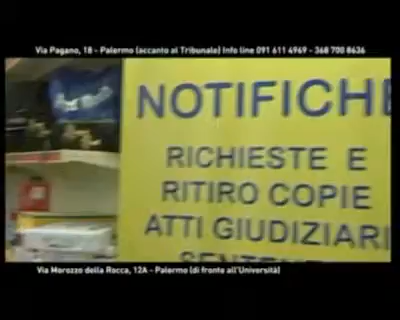 Via Pagano, 18 - Palermo (accanto al Tribunale) Info line 091 611 4969 - 368 700 8636
NOTIFICHE
RICHIESTE E
RITIRO COPIE
ATTI GIUDIZIARI
Via Morozzo della Rocca, 12A - Palermo (di fronte all'Università)